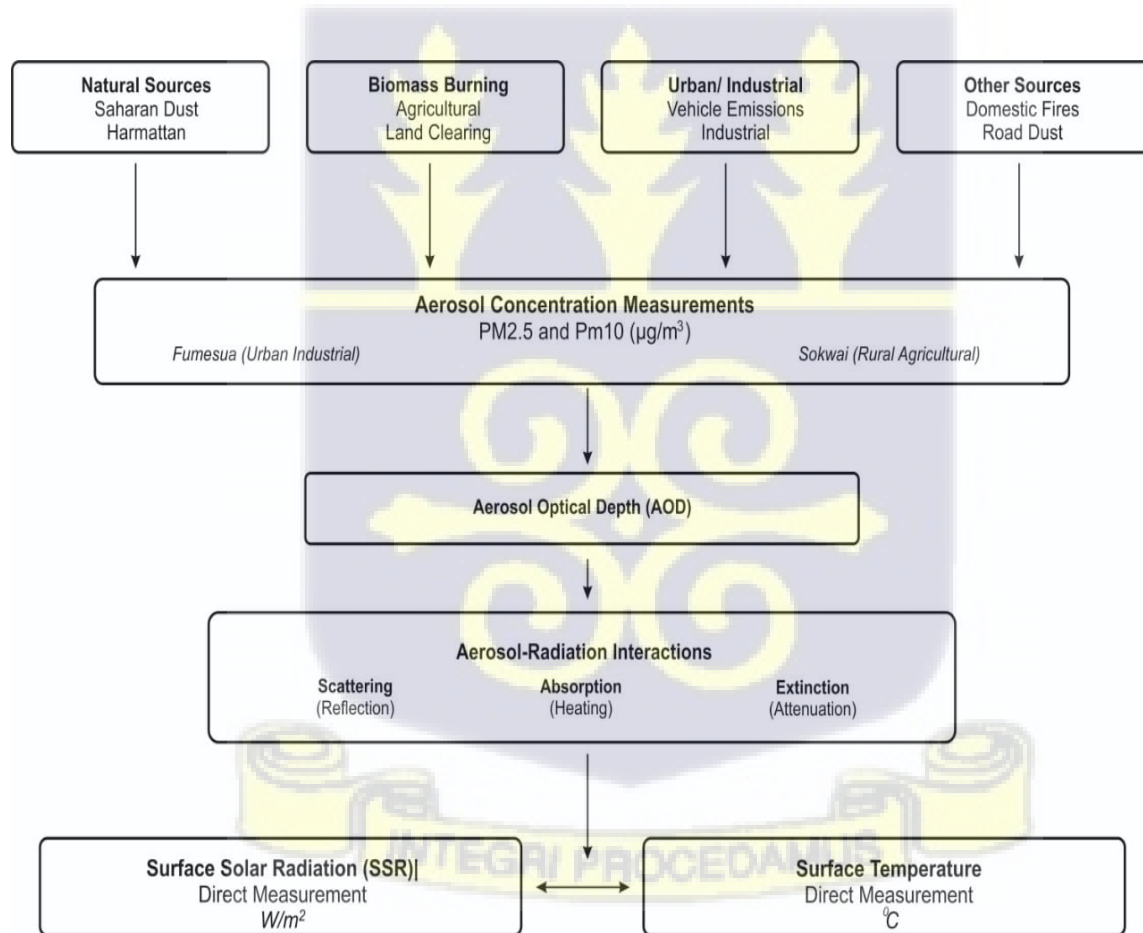 Natural Sources
Saharan Dust
Harmattan
Biomass Burning
Agricultural
Land Clearing
Urban/ Industrial
Vehicle Emissions
Industrial
Other Sources
Domestic Fires
Road Dust
Aerosol Concentration Measurements
PM2.5 and Pm10 (µg/m³)
Fumesua (Urban Industrial)
Sokwai (Rural Agricultural)
Aerosol Optical Depth (AOD)
Aerosol-Radiation Interactions
Scattering
(Reflection)
Absorption
(Heating)
Extinction
(Attenuation)
INTEGRI PROCEDAMUS
Surface Solar Radiation (SSR)|
Direct Measurement
W/m²
Surface Temperature
Direct Measurement
⁰C